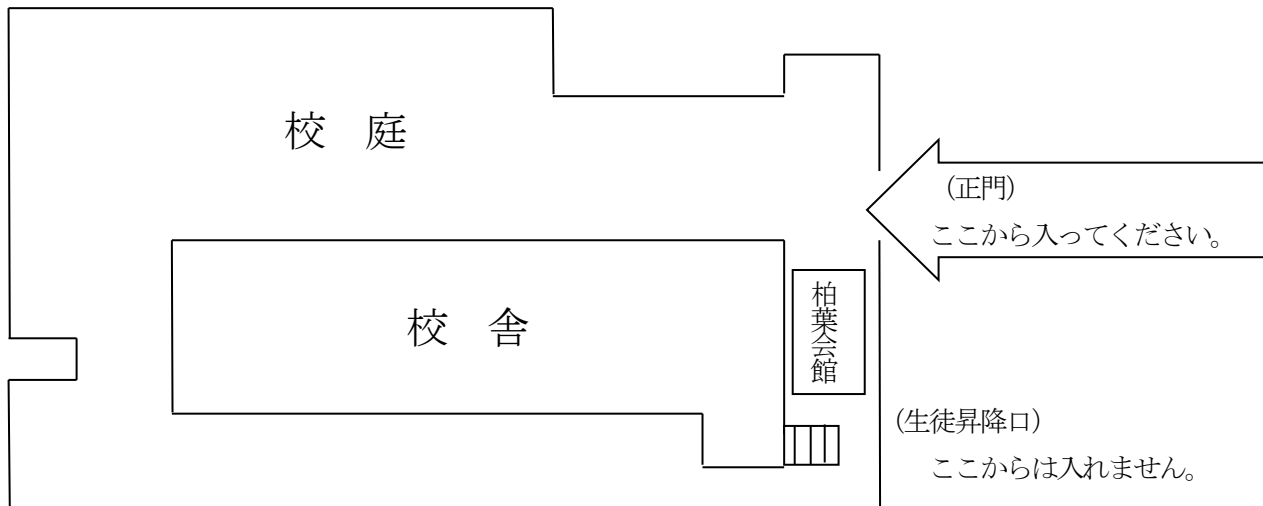 校　庭
（正門）
ここから入ってください。
校　舎
柏葉会館
（生徒昇降口）
ここからは入れません。